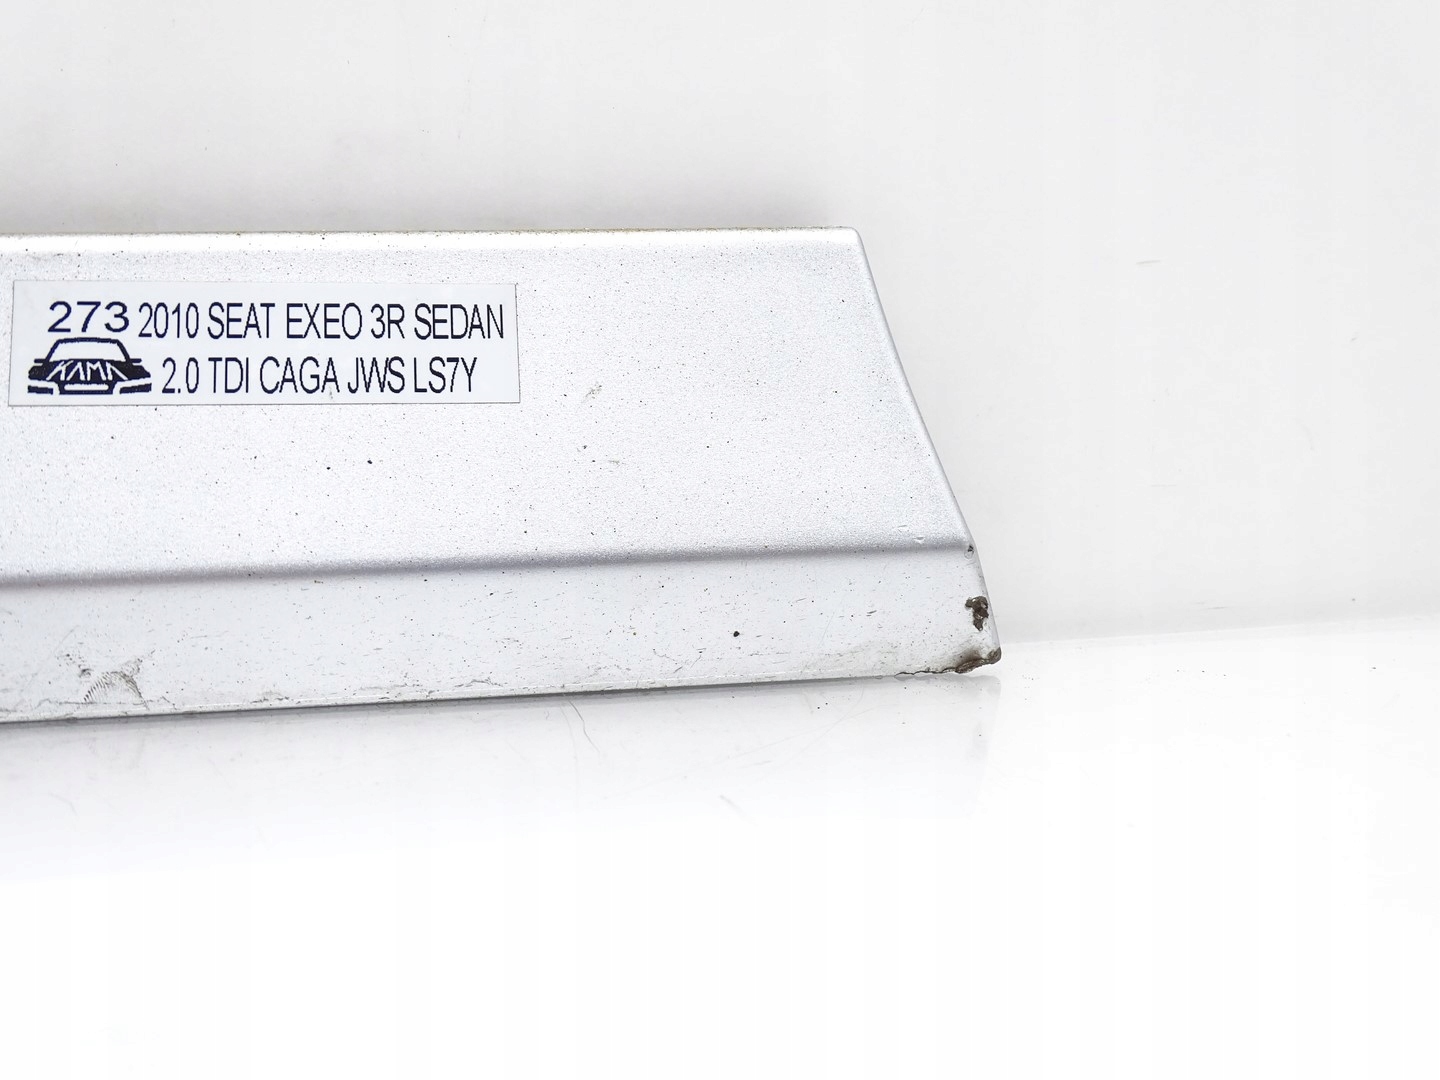 273 2010 SEAT EXEO 3R SEDAN
KAMA 2.0 TDI CAGA JWS LS7Y